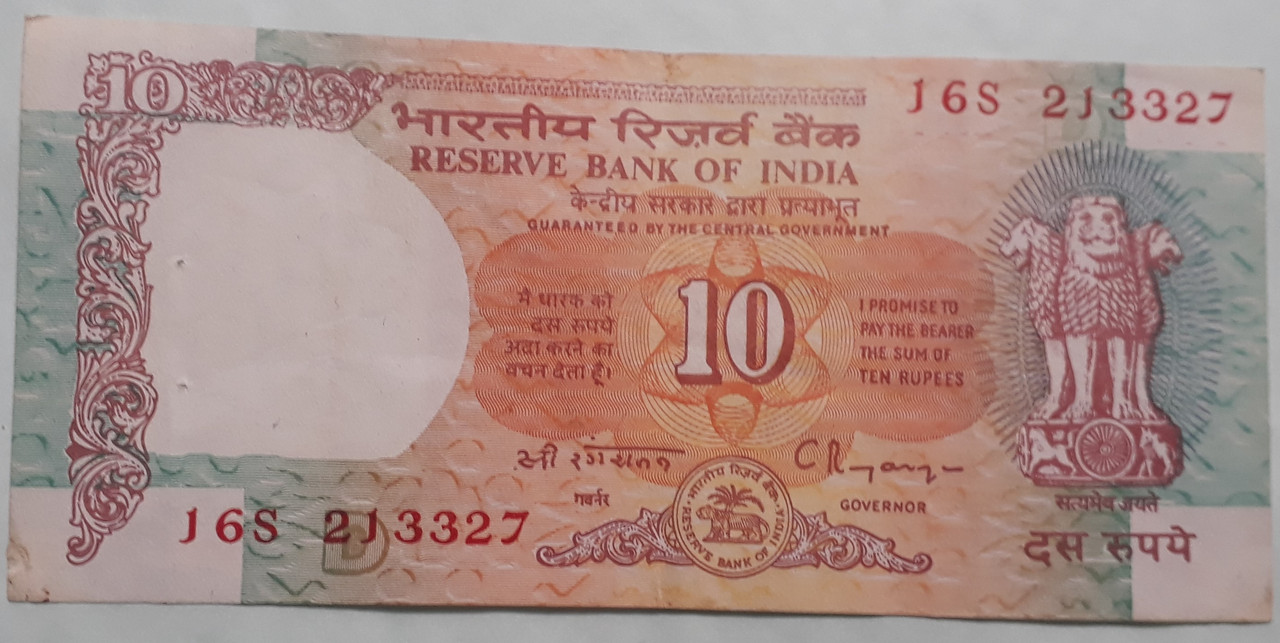 10
J6S 2J3327
भारतीय रिज़र्व बैंक
RESERVE BANK OF INDIA
केन्द्रीय सरकार द्वारा प्रत्याभूत
GUARANTEED BY THE CENTRAL GOVERNMENT
मैं धारक को
दस रुपये
अदा करने का
वचन देता हूँ।
10
I PROMISE TO
PAY THE BEARER
THE SUM OF
TEN RUPEES
गवर्नर
GOVERNOR
सत्यमेव जयते
J6S 2J3327
D
भारतीय रिज़र्व बैंक
RESERVE BANK OF INDIA
दस रुपये